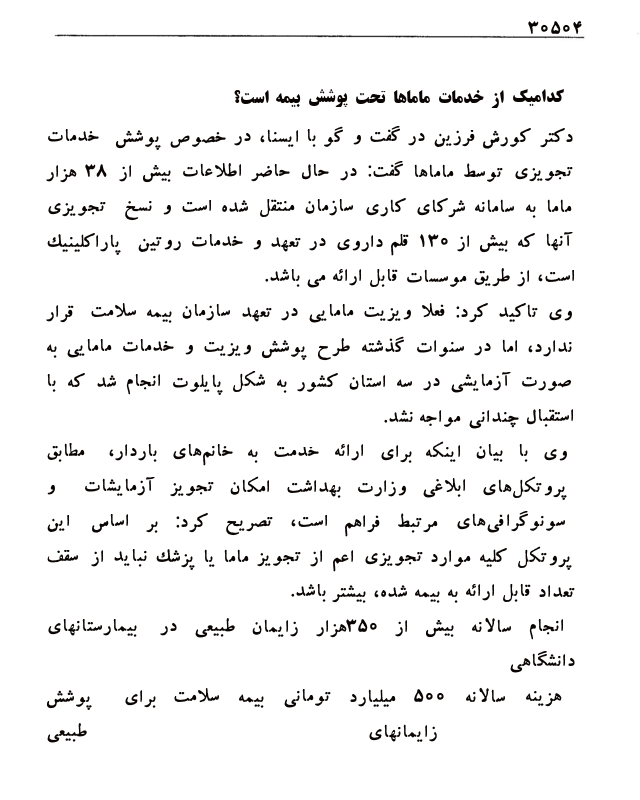 ۳۰۵۰۴
کدامیک از خدمات ماماها تحت پوشش بیمه است؟
دکتر کورش فرزین در گفت و گو با ایسنا، در خصوص پوشش خدمات
تجویزی توسط ماماها گفت: در حال حاضر اطلاعات بیش از ۳۸ هزار
ماما به سامانه شرکای کاری سازمان منتقل شده است و نسخ تجویزی
آنها که بیش از ۱۳۰ قلم داروی در تعهد و خدمات روتین پاراکلینیك
است، از طریق موسسات قابل ارائه می باشد.
وی تاکید کرد: فعلا ویزیت مامایی در تعهد سازمان بیمه سلامت قرار
ندارد، اما در سنوات گذشته طرح پوشش ویزیت و خدمات مامایی به
صورت آزمایشی در سه استان کشور به شکل پایلوت انجام شد که با
استقبال چندانی مواجه نشد.
وی با بیان اینکه برای ارائه خدمت به خانم‌های باردار، مطابق
پروتکل‌های ابلاغی وزارت بهداشت امکان تجویز آزمایشات و
سونوگرافی‌های مرتبط فراهم است، تصریح کرد: بر اساس این
پروتکل کلیه موارد تجویزی اعم از تجویز ماما یا پزشك نباید از سقف
تعداد قابل ارائه به بیمه شده، بیشتر باشد.
انجام سالانه بیش از ۳۵۰هزار زایمان طبیعی در بیمارستانهای
دانشگاهی
هزینه سالانه ۵۰۰ میلیارد تومانی بیمه سلامت برای پوشش
زایمانهای طبیعی